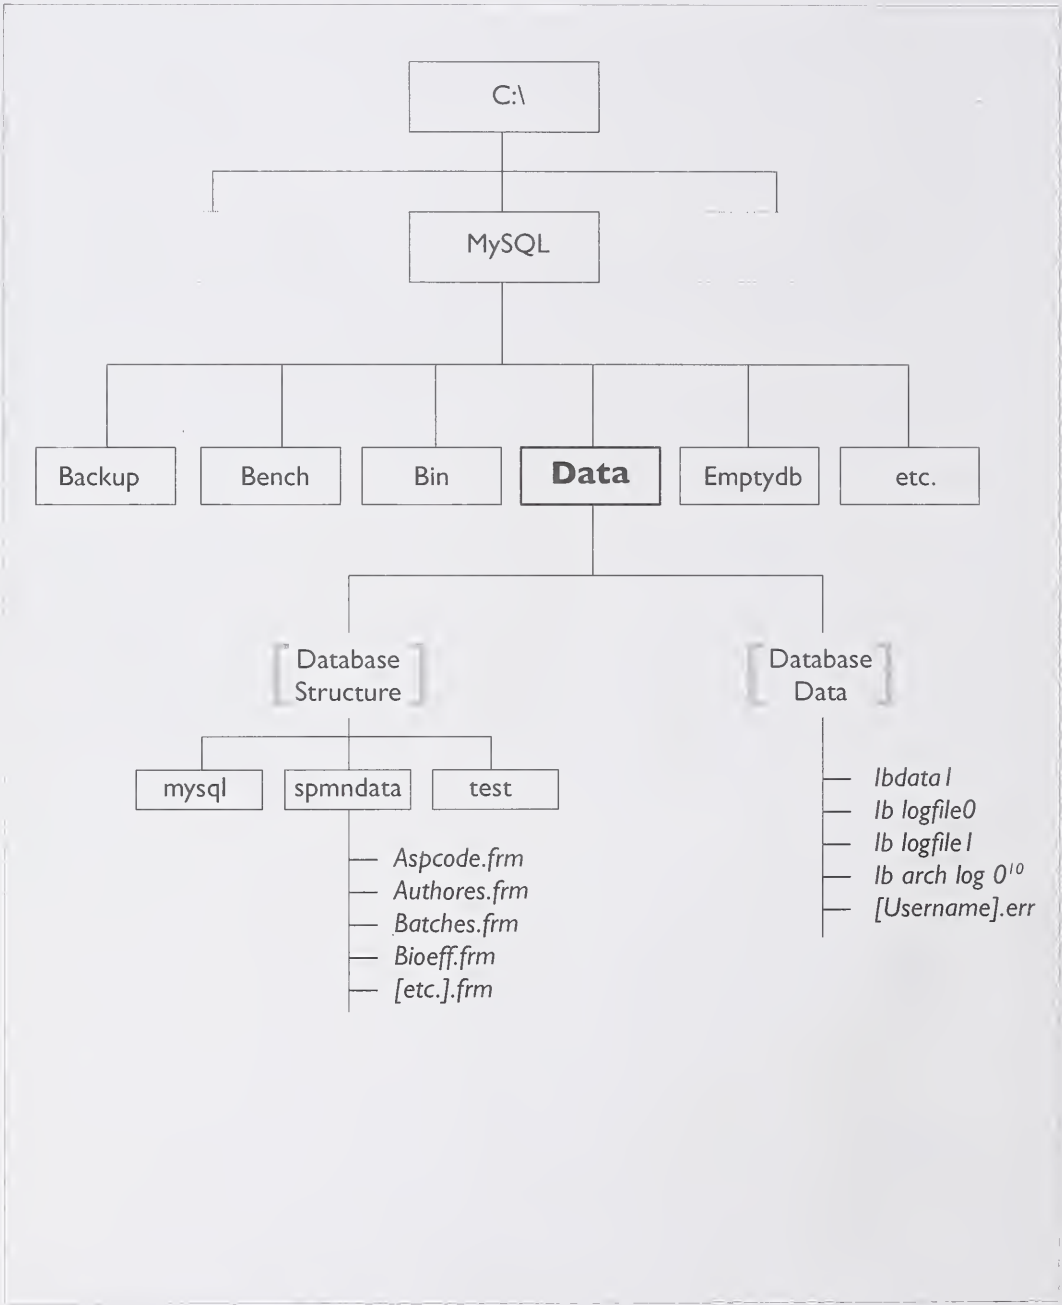 C:\
MySQL
Backup
Bench
Bin
Data
Emptydb
etc.
Database
Structure
mysql
spmndata
test
Aspcode.frm
Authores.frm
Batches.frm
Bioeff.frm
[etc.].frm
Database
Data
Ibdata1
Ib logfile0
Ib logfile1
Ib arch log 0¹⁰
[Username].err